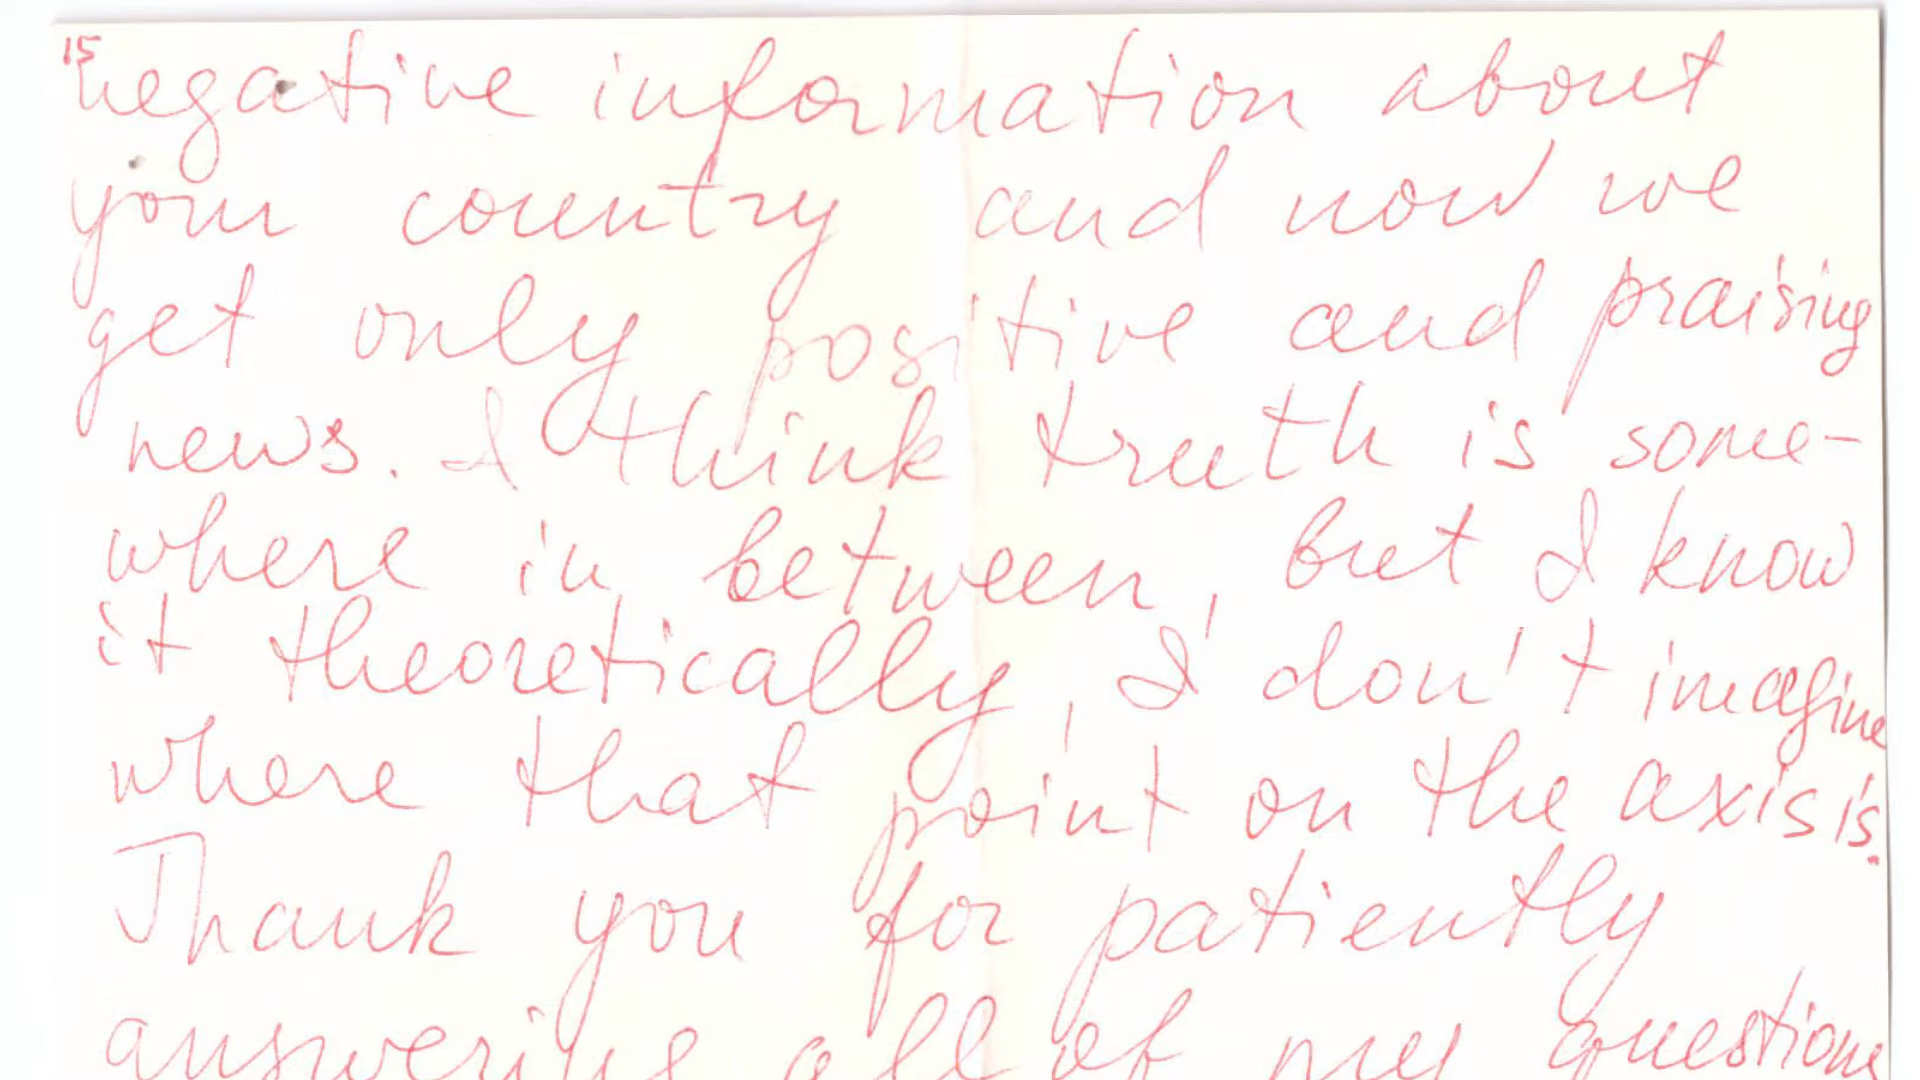 15
negative information about
your country and now we
get only positive and praising
news. I think truth is some-
where in between, but I know
it theoretically, I don't imagine
where that point on the axis is.
Thank you for patiently
answering all of my questions